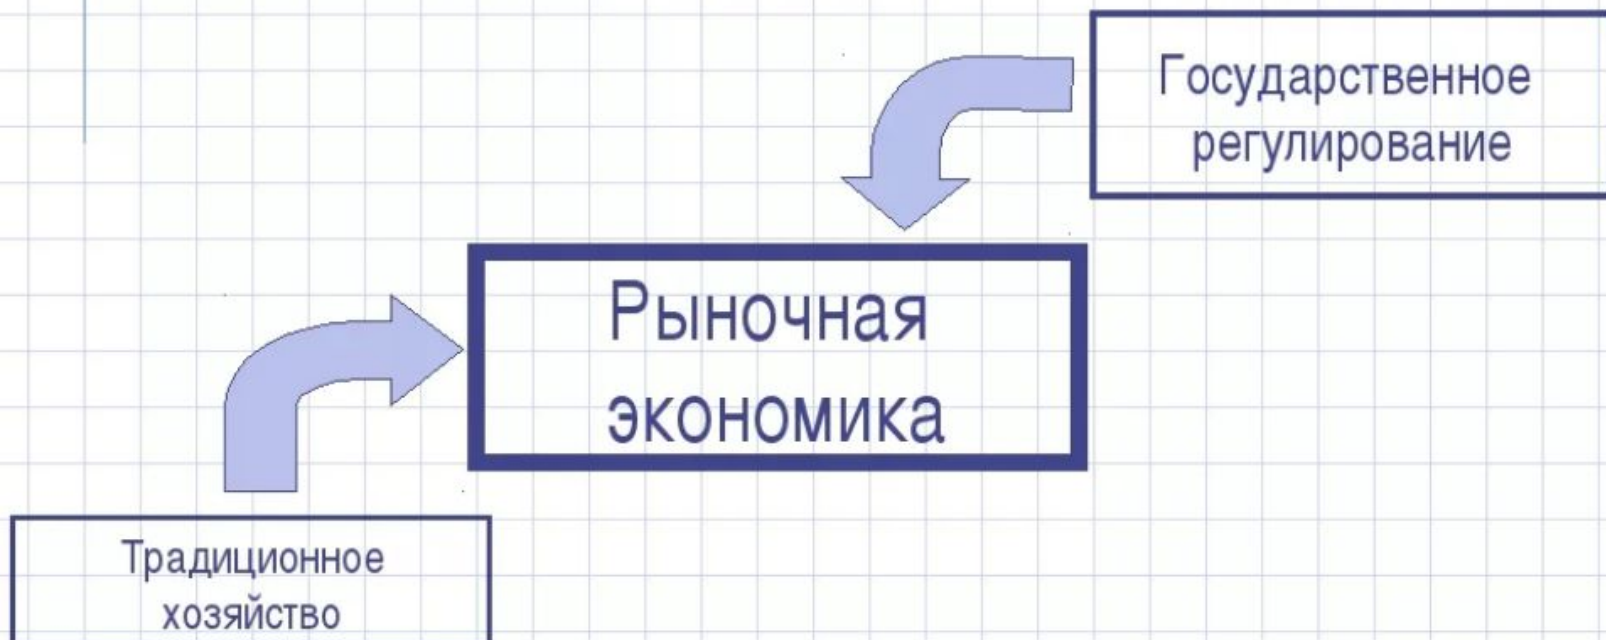 Государственное
регулирование
Рыночная
экономика
Традиционное
хозяйство